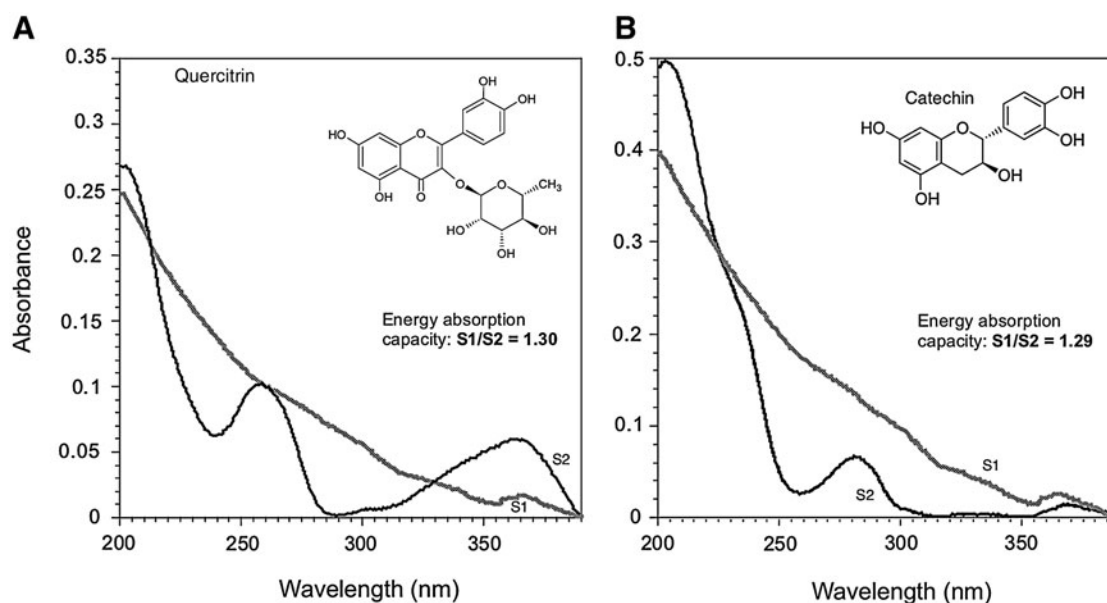 A
0.35
0.3
0.25
0.2
0.15
0.1
0.05
0
200
250
300
350
Absorbance
Wavelength (nm)
Quercitrin
OH
OH
HO
O
OH
O
O
O
CH3
HO
OH
OH
Energy absorption
capacity: S1/S2 = 1.30
S2
S1
B
0.5
0.4
0.3
0.2
0.1
0
200
250
300
350
Wavelength (nm)
Catechin
OH
HO
O
OH
OH
OH
Energy absorption
capacity: S1/S2 = 1.29
S1
S2